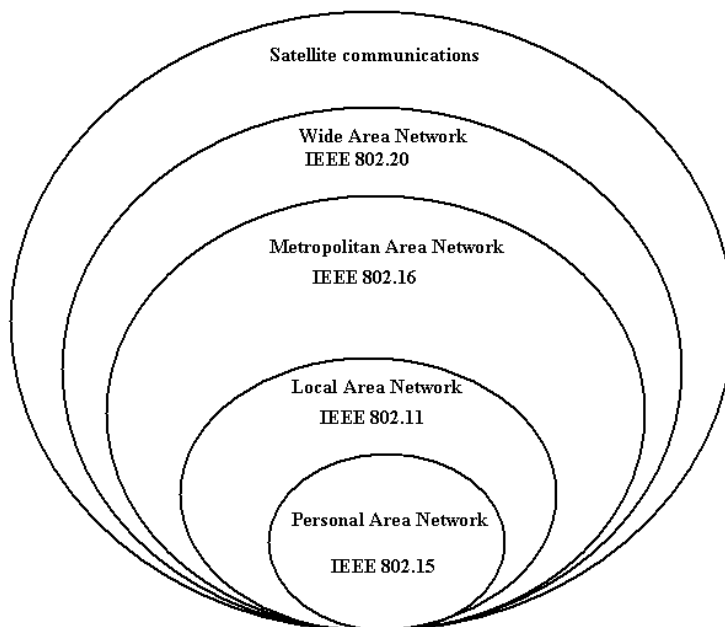 Satellite communications
Wide Area Network
IEEE 802.20
Metropolitan Area Network
IEEE 802.16
Local Area Network
IEEE 802.11
Personal Area Network
IEEE 802.15